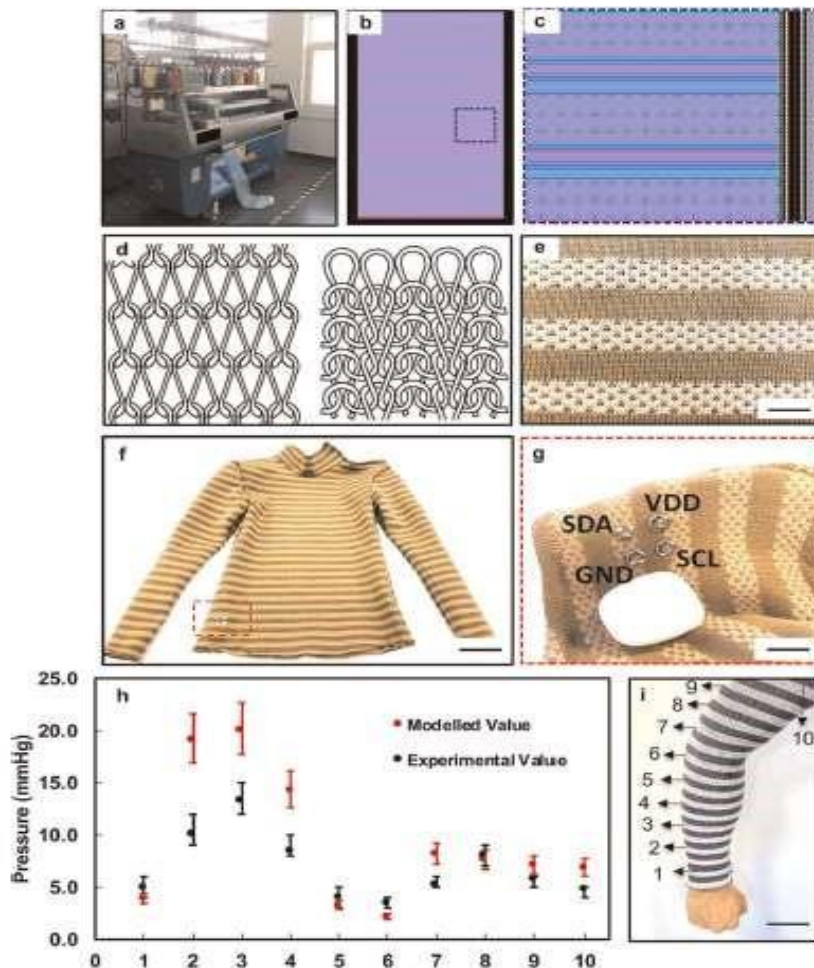 a
b
c
d
e
f
g
SDA
VDD
GND
SCL
h
25.0
20.0
15.0
10.0
5.0
0.0
Pressure (mmHg)
Modelled Value
Experimental Value
0 1 2 3 4 5 6 7 8 9 10
i
9
8
7
6
5
4
3
2
1
10